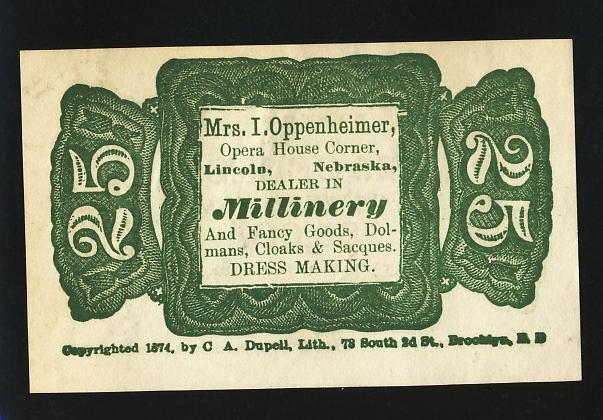 25
Mrs. I. Oppenheimer,
Opera House Corner,
Lincoln, Nebraska,
DEALER IN
Millinery
And Fancy Goods, Dol-
mans, Cloaks & Sacques.
DRESS MAKING.
25
Copyrighted 1874, by C A. Dupell, Lith., 78 South 2d St., Brooklyn, E D